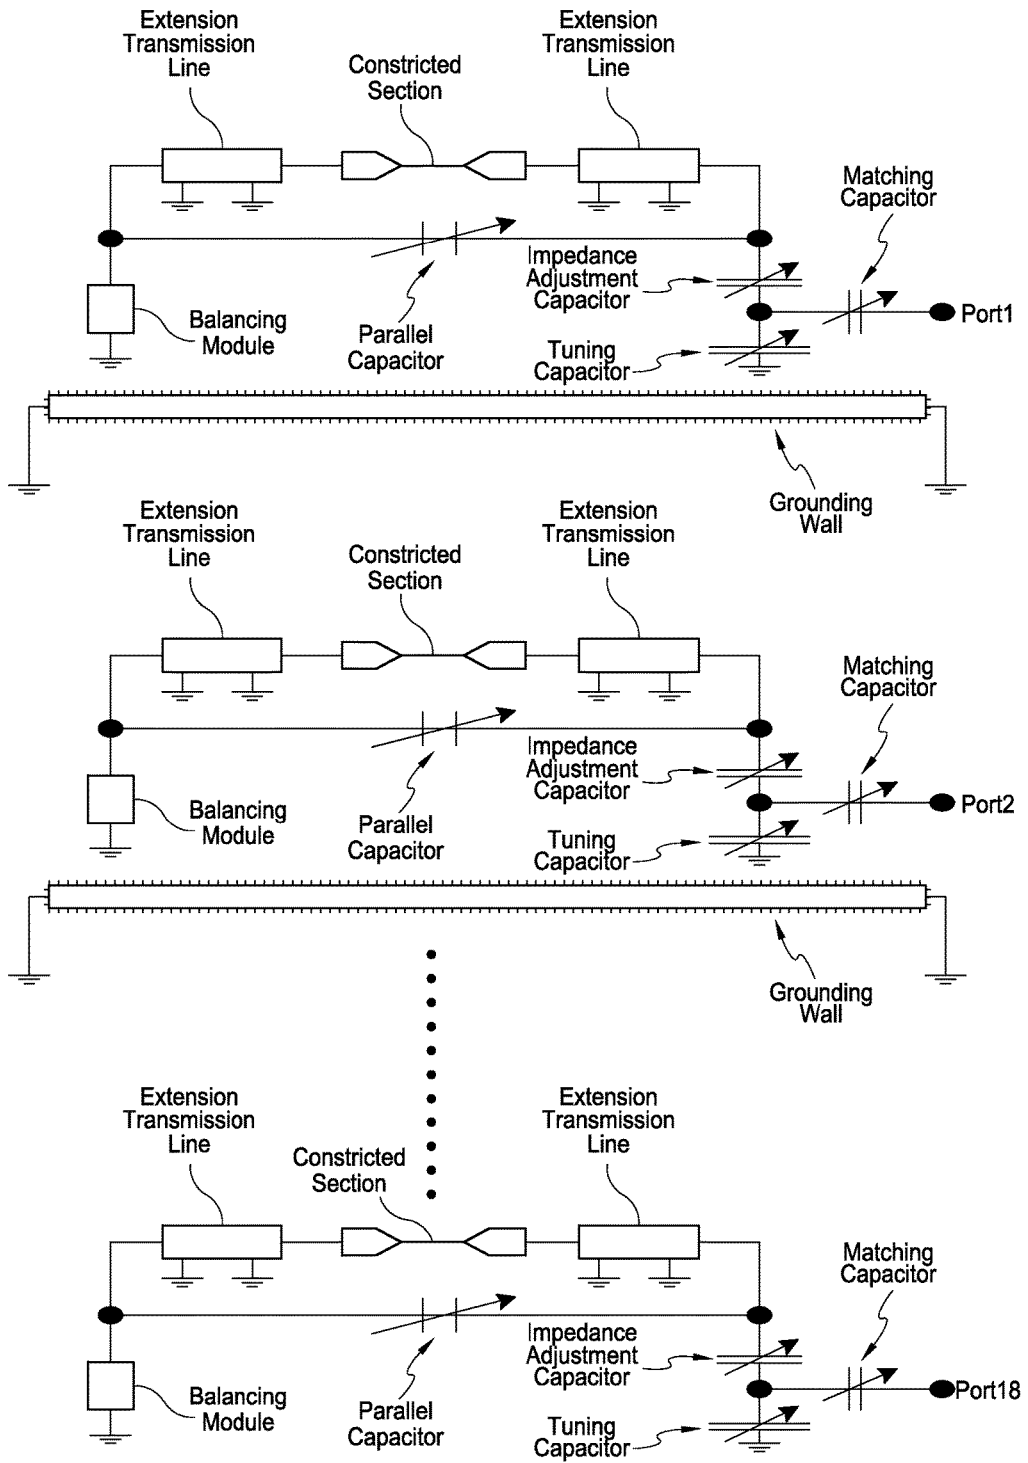 Extension
Transmission
Line
Constricted
Section
Extension
Transmission
Line
Matching
Capacitor
Impedance
Adjustment
Capacitor
Port1
Balancing
Module
Parallel
Capacitor
Tuning
Capacitor
Grounding
Wall
Extension
Transmission
Line
Constricted
Section
Extension
Transmission
Line
Matching
Capacitor
Impedance
Adjustment
Capacitor
Port2
Balancing
Module
Parallel
Capacitor
Tuning
Capacitor
Grounding
Wall
Extension
Transmission
Line
Constricted
Section
Extension
Transmission
Line
Matching
Capacitor
Impedance
Adjustment
Capacitor
Port18
Balancing
Module
Parallel
Capacitor
Tuning
Capacitor